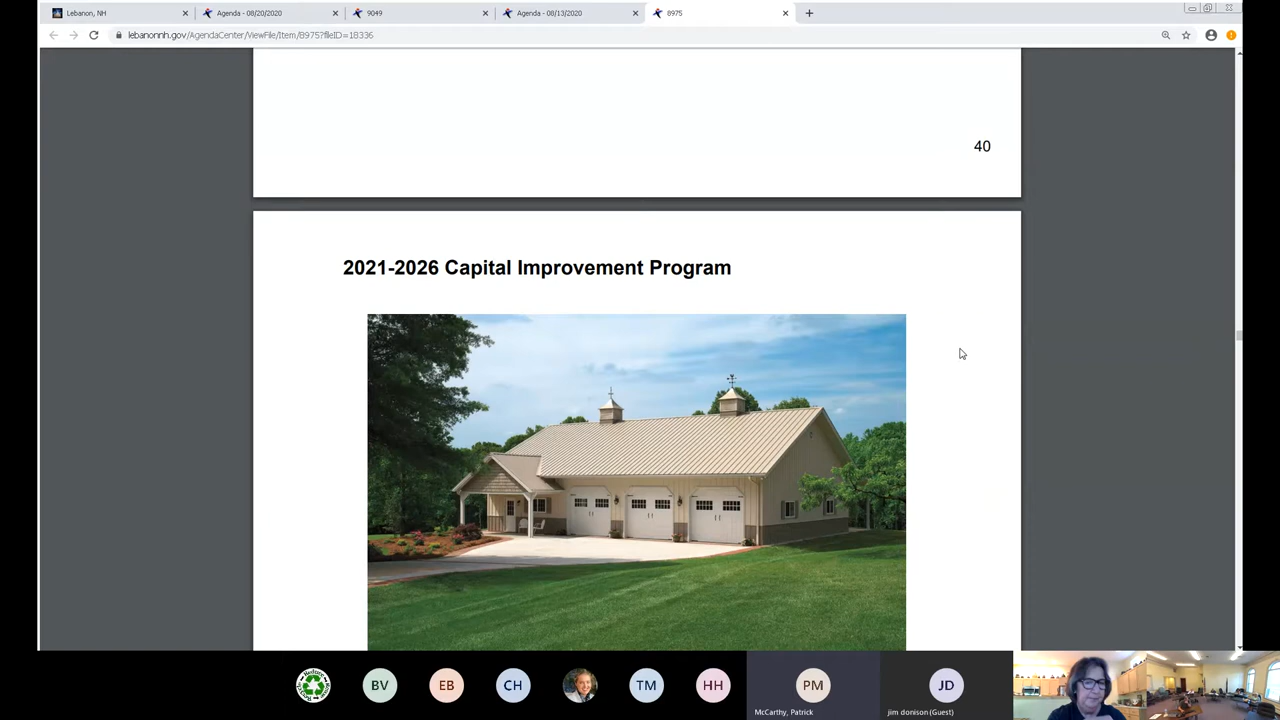 Lebanon, NH
Agenda - 08/20/2020
9049
Agenda - 08/13/2020
8975
lebanonnh.gov/AgendaCenter/ViewFile/Item/8975?fileID=18336
40
2021-2026 Capital Improvement Program
BV
EB
CH
TM
HH
PM
JD
McCarthy, Patrick
jim donison (Guest)